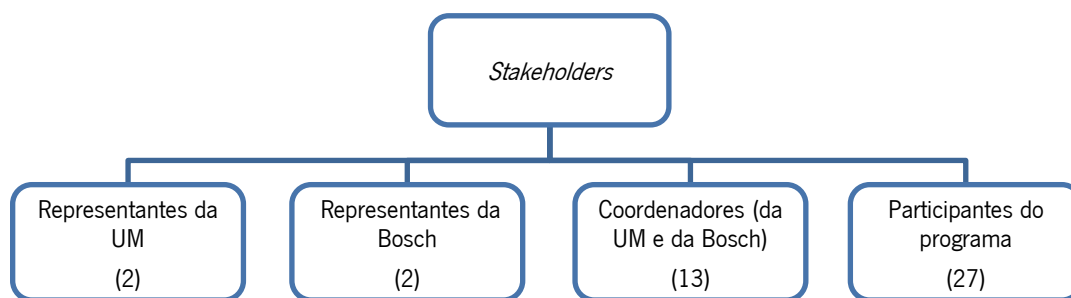 Stakeholders
Representantes da
UM
(2)
Representantes da
Bosch
(2)
Coordenadores (da
UM e da Bosch)
(13)
Participantes do
programa
(27)